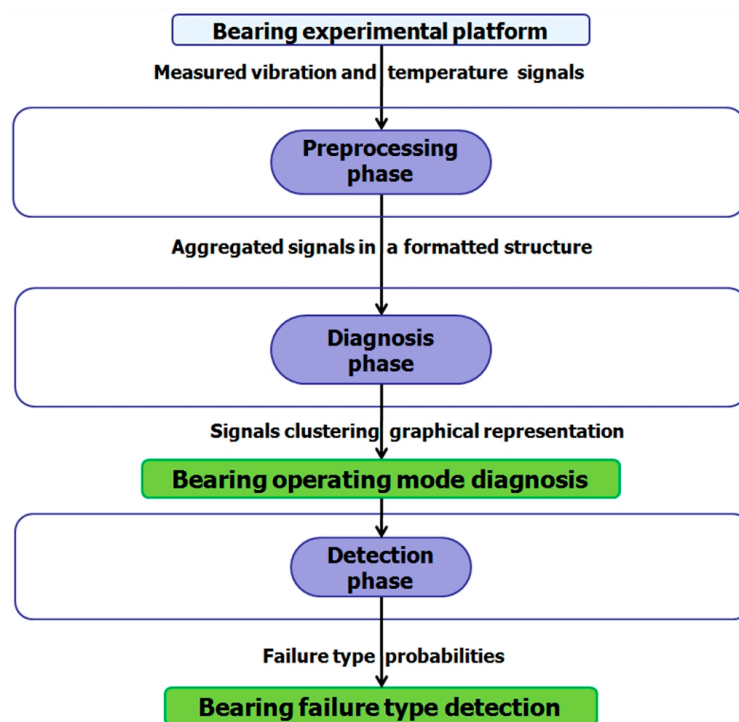 Bearing experimental platform
Measured vibration and temperature signals
Preprocessing
phase
Aggregated signals in a formatted structure
Diagnosis
phase
Signals clustering graphical representation
Bearing operating mode diagnosis
Detection
phase
Failure type probabilities
Bearing failure type detection